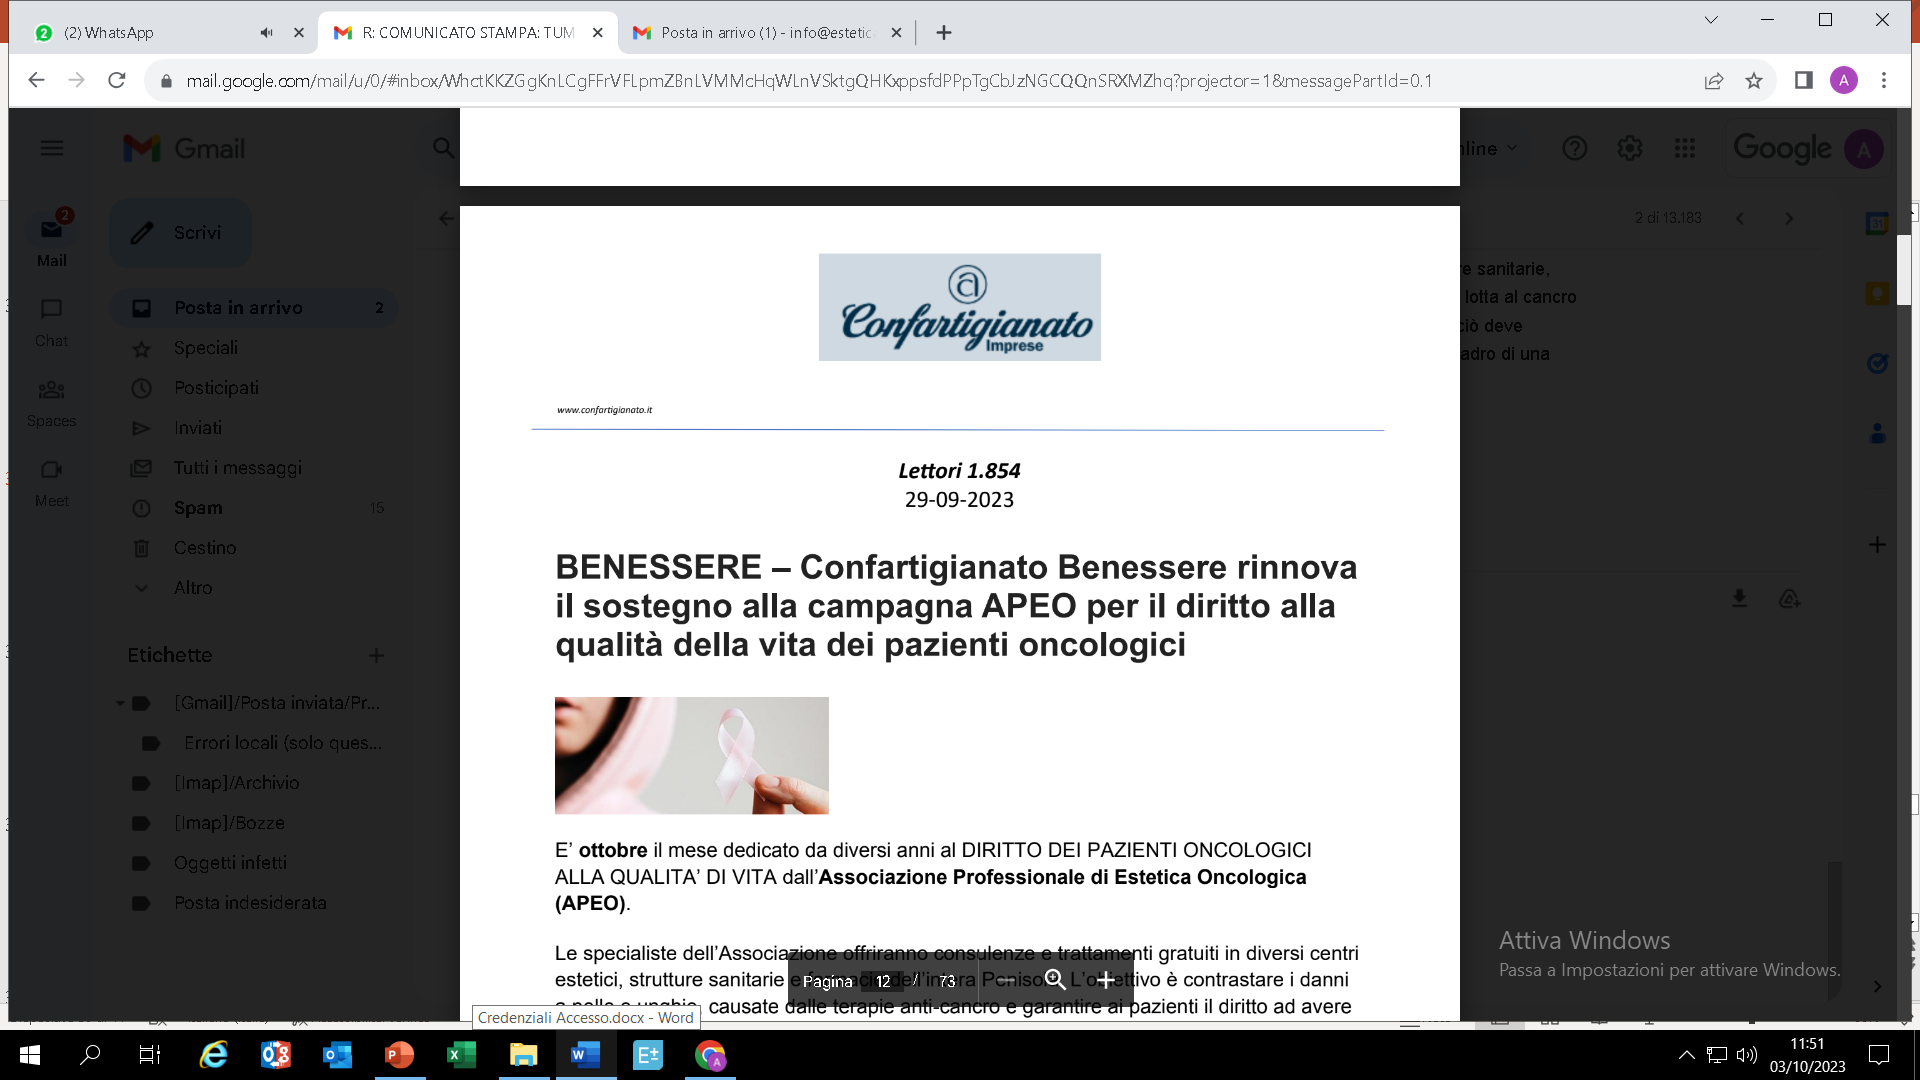 (2) WhatsApp
R: COMUNICATO STAMPA: TUM
Posta in arrivo (1) - info@estetic
mail.google.com/mail/u/0/#inbox/WhctKKZGgKnLCgFFrVFLpmZBnLVMMcHqWLnVSktgQHKxppsfdPPpTgCbJzNGCQQnSRXMZhq?projector=1&messagePartId=0.1
A
Gmail
nline
Google
A
2
Mail
Scrivi
2 di 13.183
Chat
Spaces
Meet
Posta in arrivo 2
Speciali
Posticipati
Inviati
Tutti i messaggi
Spam 15
Cestino
Altro
Etichette
[Gmail]/Posta inviata/Pr...
Errori locali (solo ques...
[Imap]/Archivio
[Imap]/Bozze
Oggetti infetti
Posta indesiderata
e sanitarie,
lotta al cancro
ciò deve
adro di una
Confartigianato
Imprese
www.confartigianato.it
Lettori 1.854
29-09-2023
BENESSERE – Confartigianato Benessere rinnova
il sostegno alla campagna APEO per il diritto alla
qualità della vita dei pazienti oncologici
E’ ottobre il mese dedicato da diversi anni al DIRITTO DEI PAZIENTI ONCOLOGICI
ALLA QUALITA’ DI VITA dall’Associazione Professionale di Estetica Oncologica
(APEO).
Le specialiste dell’Associazione offriranno consulenze e trattamenti gratuiti in diversi centri
estetici, strutture sanitarie e farmacie dell’intera Penisola. L’obiettivo è contrastare i danni
a pelle e unghie, causate dalle terapie anti-cancro e garantire ai pazienti il diritto ad avere
Pagina 12 / 73
Attiva Windows
Passa a Impostazioni per attivare Windows.
Credenziali Accesso.docx - Word
11:51
03/10/2023